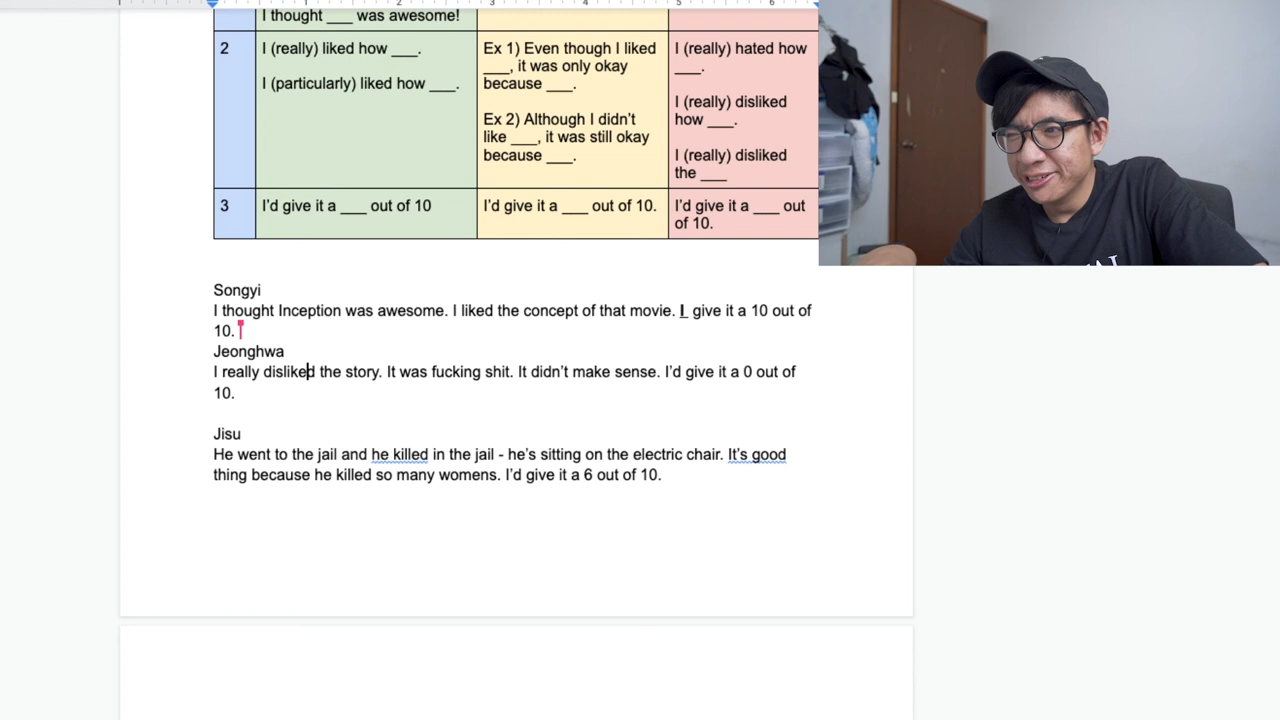 1 2 3 4 5 6
I thought ___ was awesome!
2
I (really) liked how ___.
I (particularly) liked how ___.
Ex 1) Even though I liked
___, it was only okay
because ___.
Ex 2) Although I didn’t
like ___, it was still okay
because ___.
I (really) hated how
___.
I (really) disliked
how ___.
I (really) disliked
the ___
3
I’d give it a ___ out of 10
I’d give it a ___ out of 10.
I’d give it a ___ out
of 10.
Songyi
I thought Inception was awesome. I liked the concept of that movie. I give it a 10 out of
10.
Jeonghwa
I really disliked the story. It was fucking shit. It didn’t make sense. I’d give it a 0 out of
10.
Jisu
He went to the jail and he killed in the jail - he’s sitting on the electric chair. It’s good
thing because he killed so many womens. I’d give it a 6 out of 10.